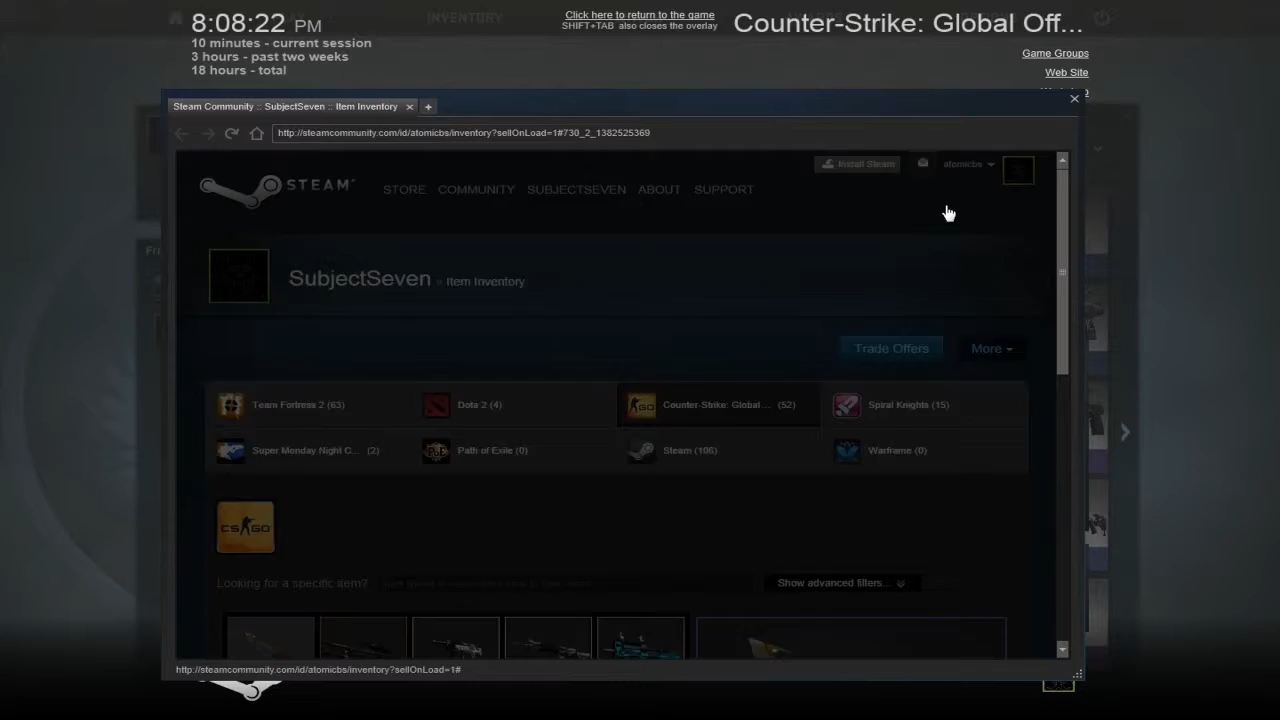 INVENTORY
8:08:22 PM
10 minutes - current session
3 hours - past two weeks
18 hours - total
Click here to return to the game
SHIFT+TAB also closes the overlay
Counter-Strike: Global Off...
Game Groups
Web Site
Steam Community :: SubjectSeven :: Item Inventory
http://steamcommunity.com/id/atomicbs/inventory?sellOnLoad=1#730_2_1382525369
Install Steam
atomicbs
STEAM
STORE COMMUNITY SUBJECTSEVEN ABOUT SUPPORT
SubjectSeven » Item Inventory
Trade Offers
More
Team Fortress 2 (63)
Dota 2 (4)
Counter-Strike: Global ... (52)
Spiral Knights (15)
Super Monday Night C... (2)
Path of Exile (0)
Steam (106)
Warframe (0)
CS GO
Looking for a specific item?
Show advanced filters...
http://steamcommunity.com/id/atomicbs/inventory?sellOnLoad=1#